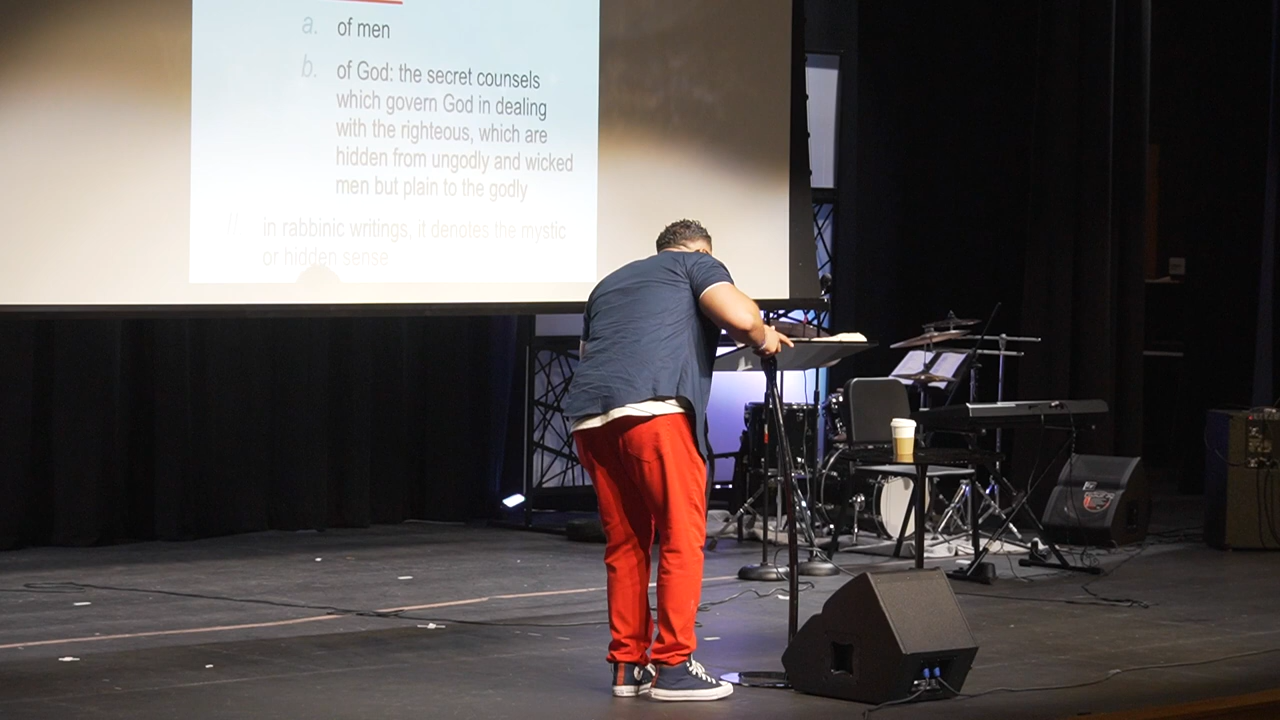 a. of men
b. of God: the secret counsels
which govern God in dealing
with the righteous, which are
hidden from ungodly and wicked
men but plain to the godly
in rabbinic writings, it denotes the mystic
or hidden sense